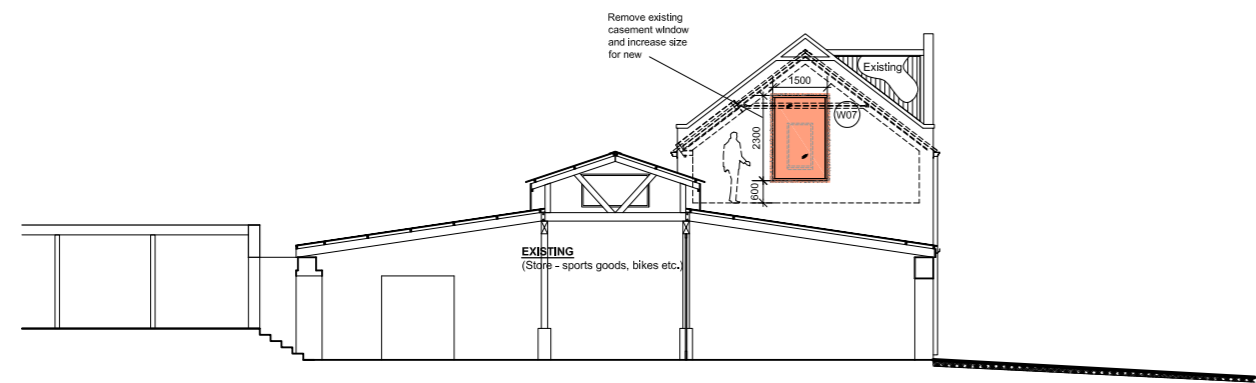 Remove existing
casement window
and increase size
for new
Existing
1500
W07
2300
600
EXISTING
(Store - sports goods, bikes etc.)